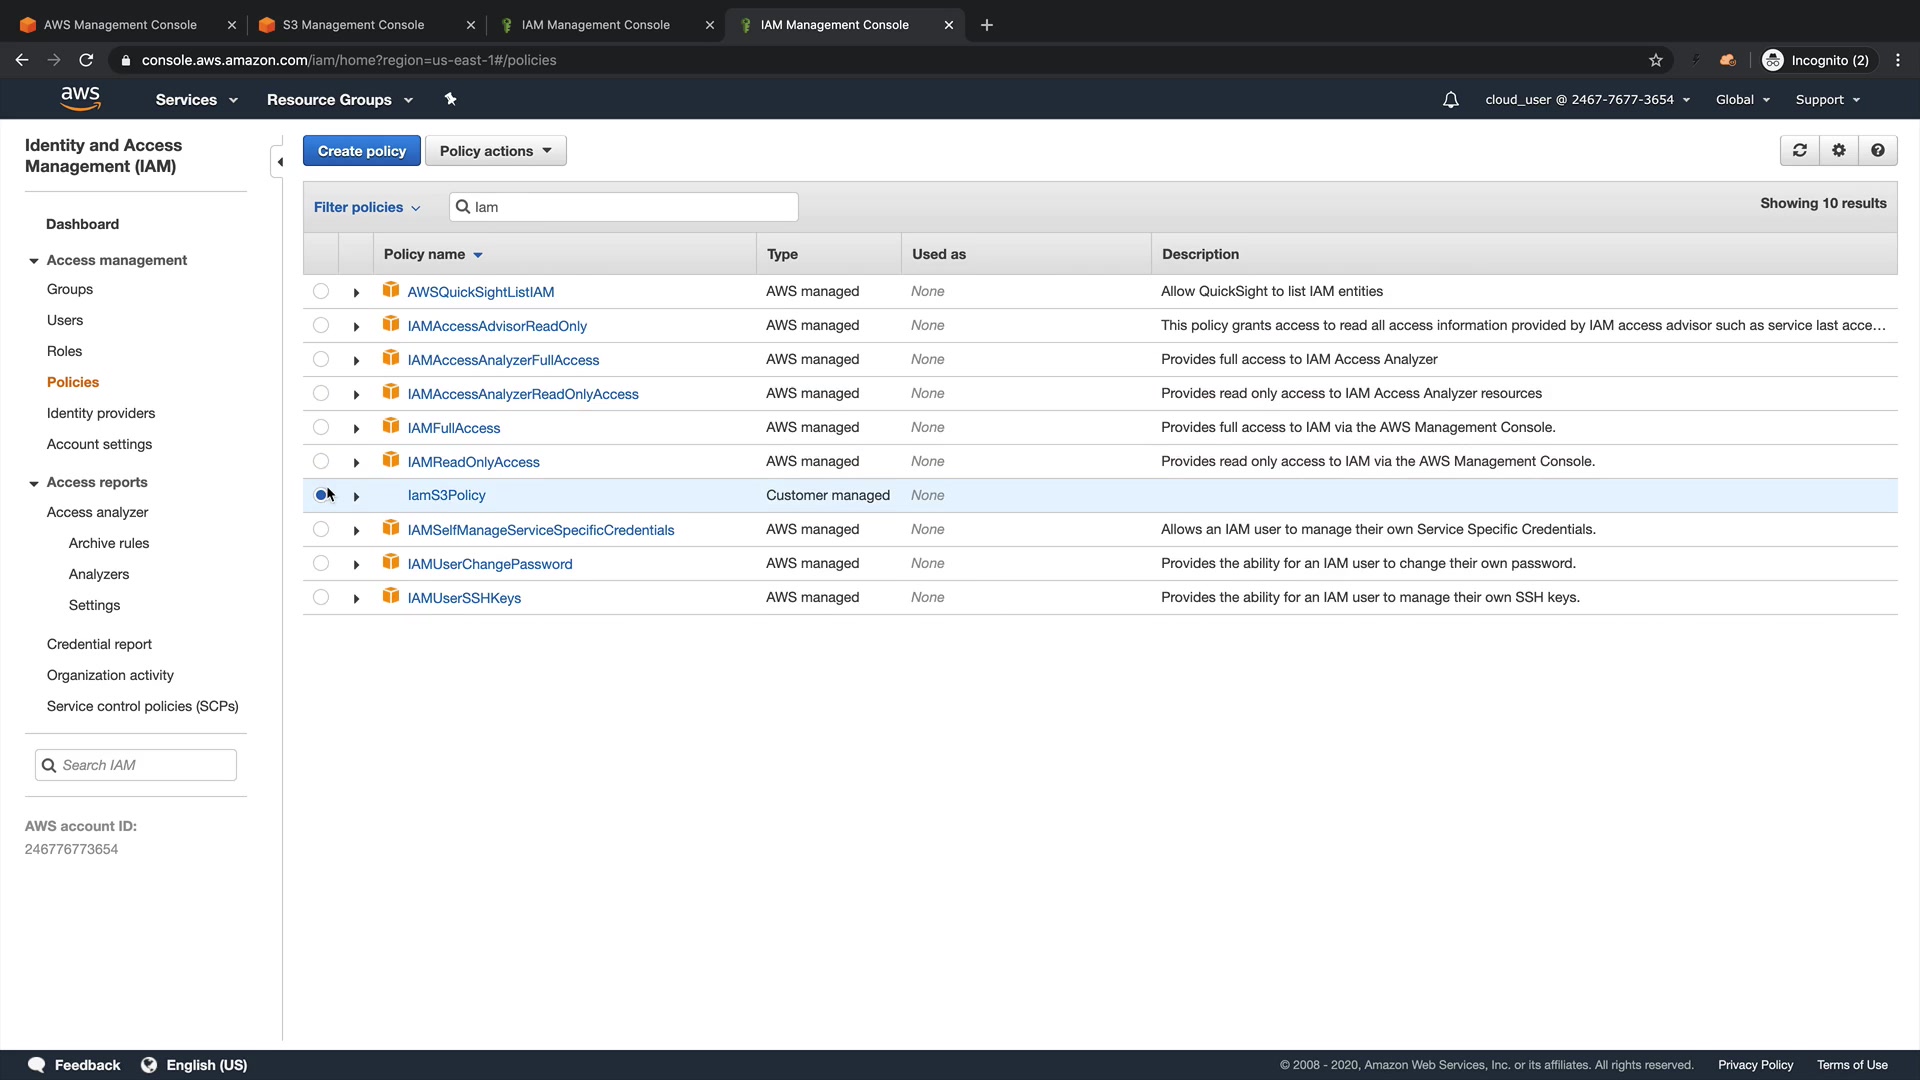 AWS Management Console
S3 Management Console
IAM Management Console
IAM Management Console
console.aws.amazon.com/iam/home?region=us-east-1#/policies
Incognito (2)
aws
Services
Resource Groups
cloud_user @ 2467-7677-3654
Global
Support
Identity and Access
Management (IAM)
Dashboard
Access management
Groups
Users
Roles
Policies
Identity providers
Account settings
Access reports
Access analyzer
Archive rules
Analyzers
Settings
Credential report
Organization activity
Service control policies (SCPs)
Search IAM
AWS account ID:
246776773654
Create policy
Policy actions
Filter policies
Iam
Showing 10 results
Policy name Type Used as Description
AWSQuickSightListIAM AWS managed None Allow QuickSight to list IAM entities
IAMAccessAdvisorReadOnly AWS managed None This policy grants access to read all access information provided by IAM access advisor such as service last acce...
IAMAccessAnalyzerFullAccess AWS managed None Provides full access to IAM Access Analyzer
IAMAccessAnalyzerReadOnlyAccess AWS managed None Provides read only access to IAM Access Analyzer resources
IAMFullAccess AWS managed None Provides full access to IAM via the AWS Management Console.
IAMReadOnlyAccess AWS managed None Provides read only access to IAM via the AWS Management Console.
IamS3Policy Customer managed None
IAMSelfManageServiceSpecificCredentials AWS managed None Allows an IAM user to manage their own Service Specific Credentials.
IAMUserChangePassword AWS managed None Provides the ability for an IAM user to change their own password.
IAMUserSSHKeys AWS managed None Provides the ability for an IAM user to manage their own SSH keys.
Feedback
English (US)
© 2008 - 2020, Amazon Web Services, Inc. or its affiliates. All rights reserved.
Privacy Policy
Terms of Use